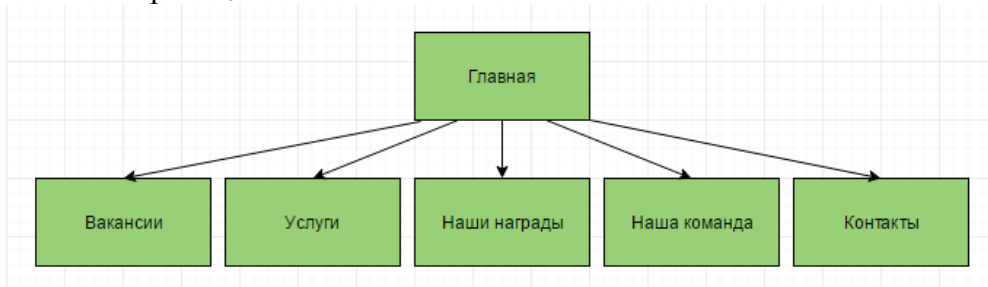 Главная
Вакансии
Услуги
Наши награды
Наша команда
Контакты